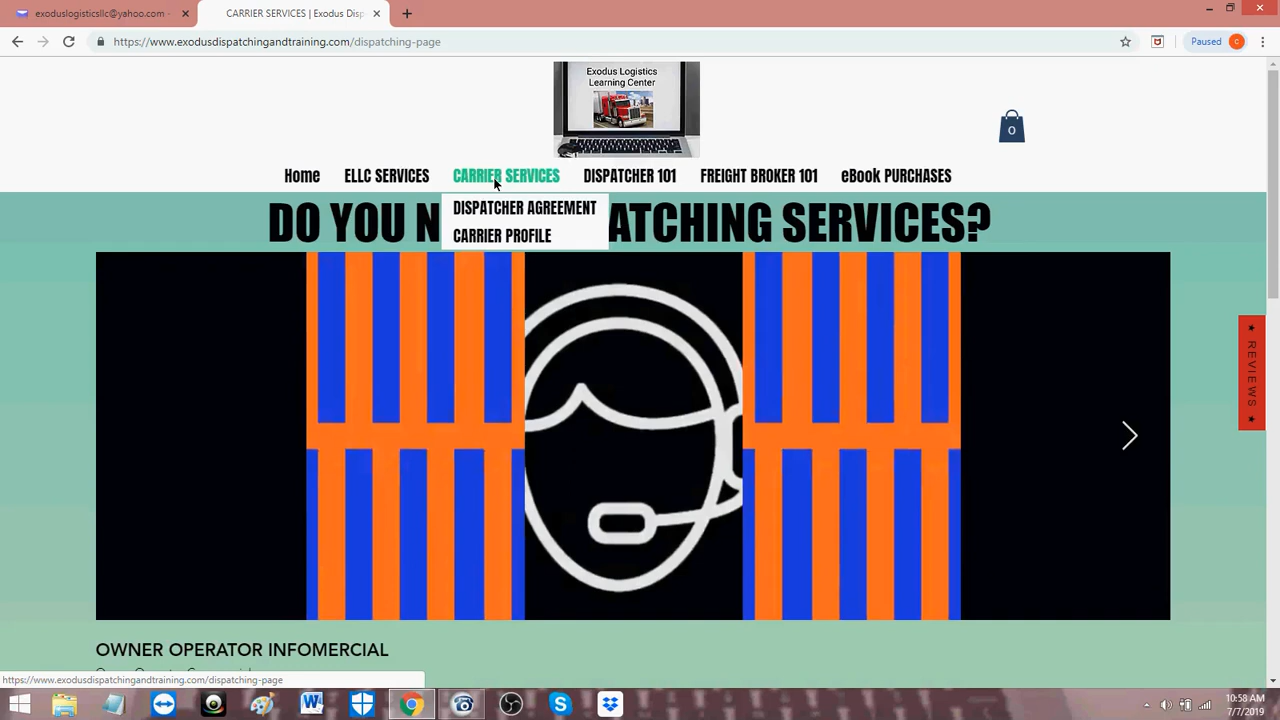 exoduslogisticsllc@yahoo.com -
CARRIER SERVICES | Exodus Disp
https://www.exodusdispatchingandtraining.com/dispatching-page
Paused
c
Exodus Logistics
Learning Center
0
Home
ELLC SERVICES
CARRIER SERVICES
DISPATCHER 101
FREIGHT BROKER 101
eBook PURCHASES
DISPATCHER AGREEMENT
CARRIER PROFILE
DO YOU N ATCHING SERVICES?
★ REVIEWS ★
OWNER OPERATOR INFOMERCIAL
https://www.exodusdispatchingandtraining.com/dispatching-page
10:58 AM
7/7/2019